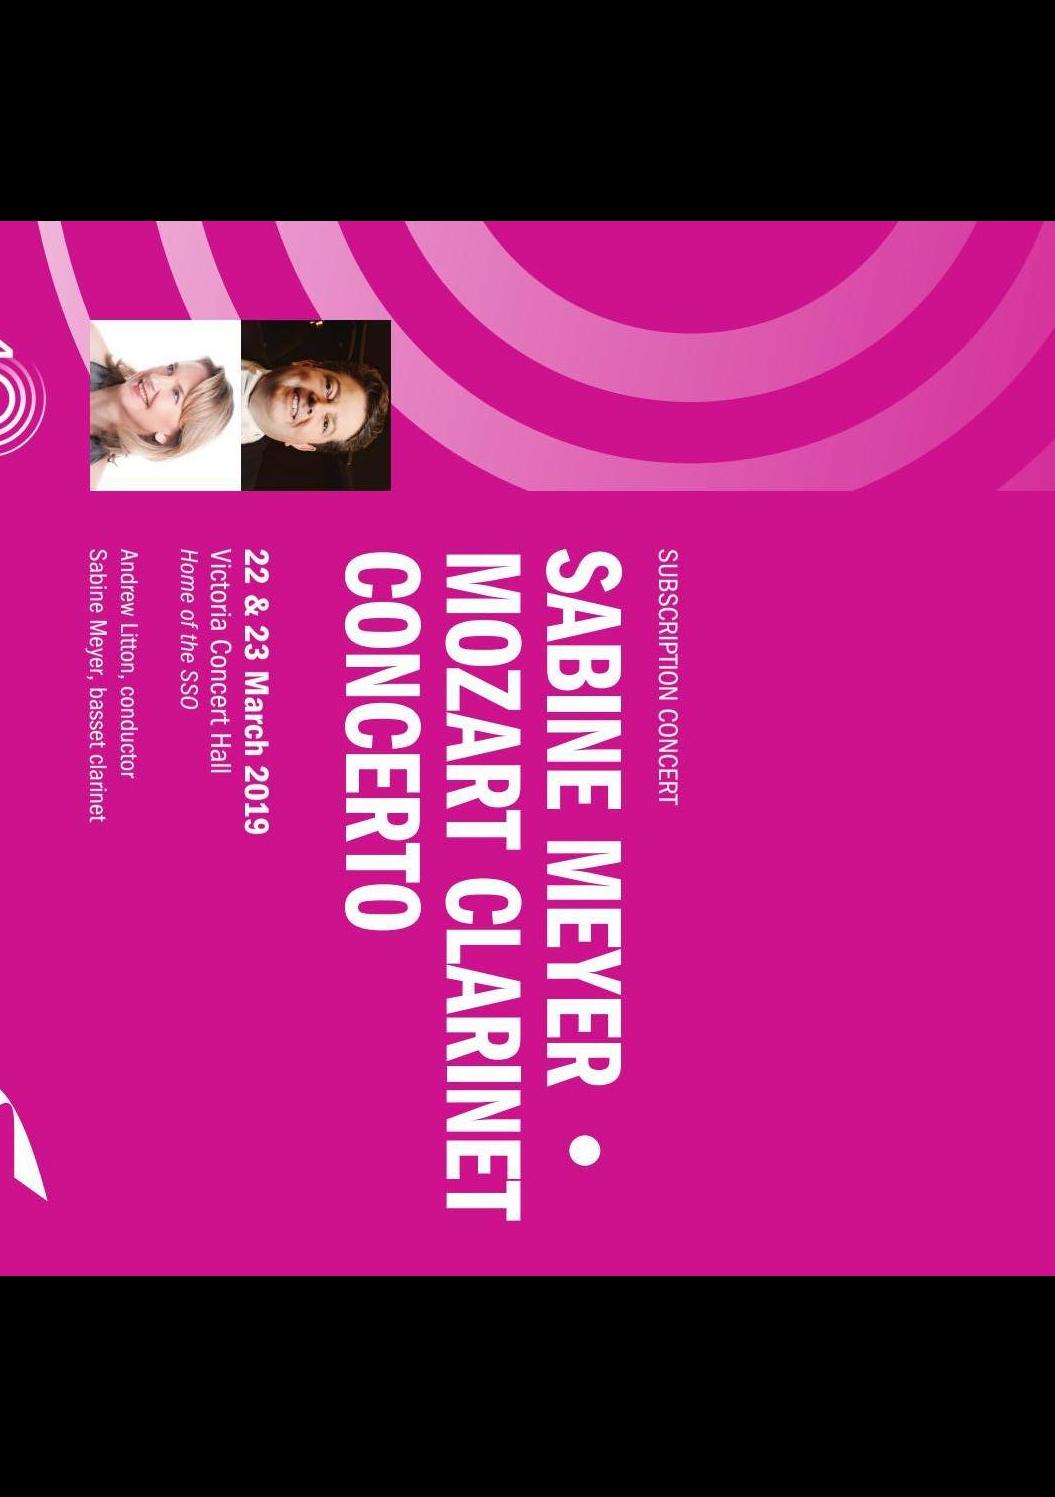 SUBSCRIPTION CONCERT
SABINE MEYER •
MOZART CLARINET
CONCERTO
22 & 23 March 2019
Victoria Concert Hall
Home of the SSO
Andrew Litton, conductor
Sabine Meyer, basset clarinet